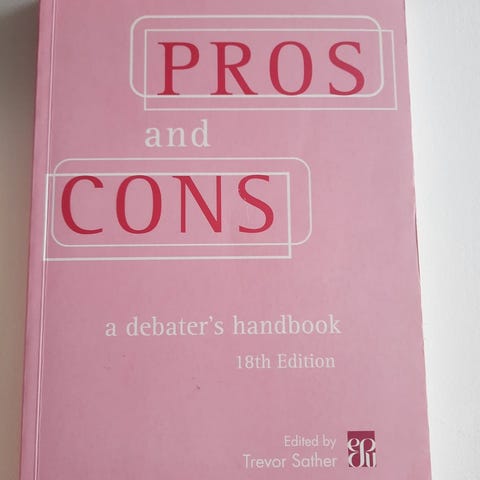 PROS
and
CONS
a debater's handbook
18th Edition
Edited by
Trevor Sather